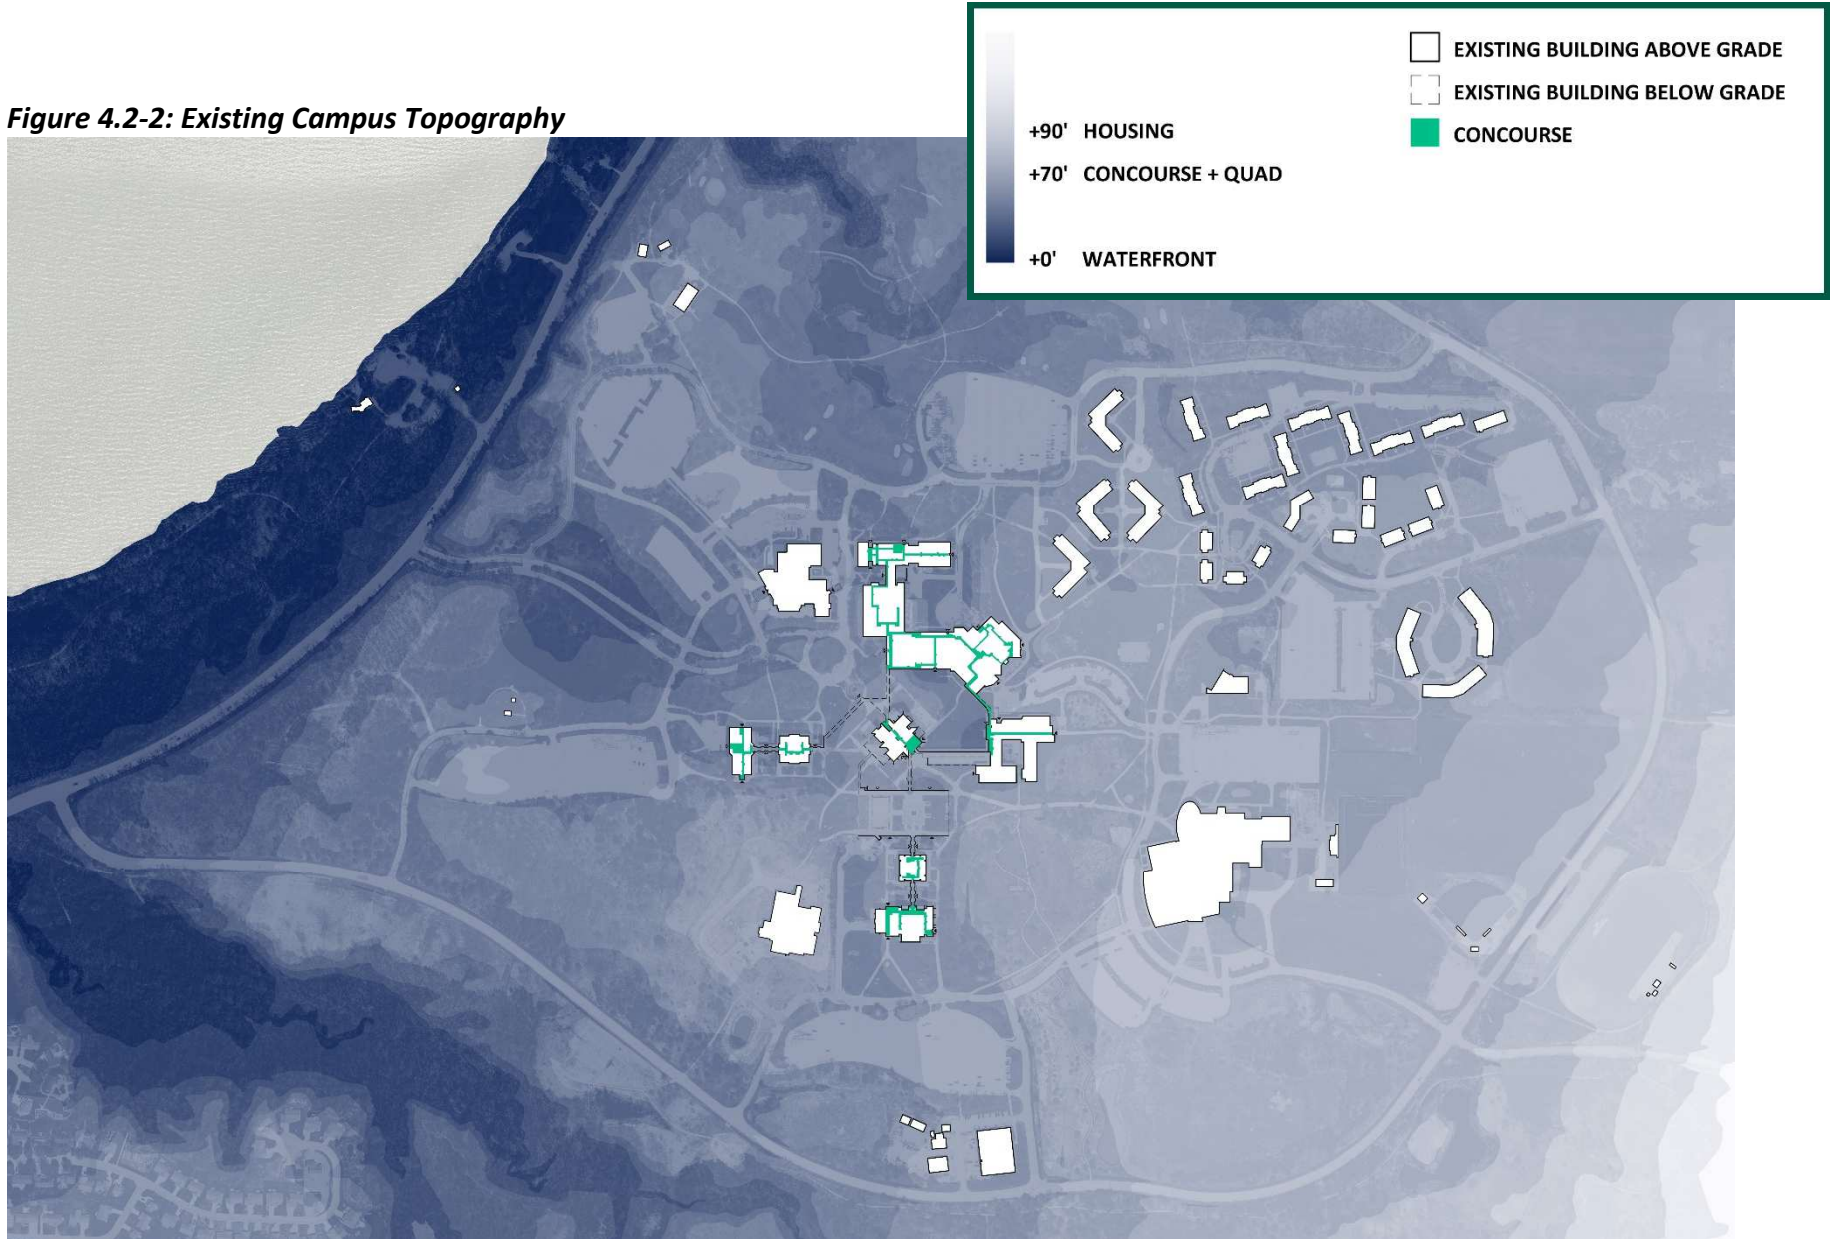 EXISTING BUILDING ABOVE GRADE
EXISTING BUILDING BELOW GRADE
CONCOURSE
+90' HOUSING
+70' CONCOURSE + QUAD
+0' WATERFRONT
Figure 4.2-2: Existing Campus Topography